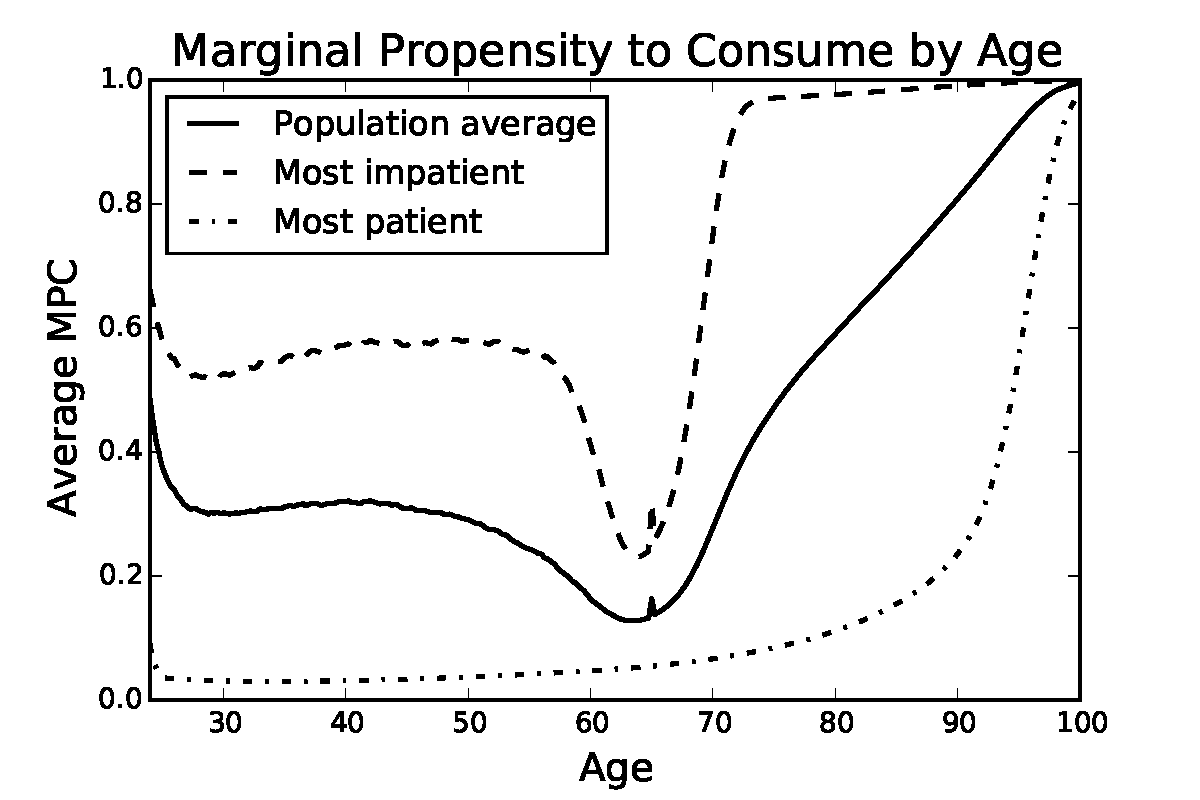 Marginal Propensity to Consume by Age
1.0
0.8
0.6
0.4
0.2
0.0
Average MPC
Population average
Most impatient
Most patient
30 40 50 60 70 80 90 100
Age